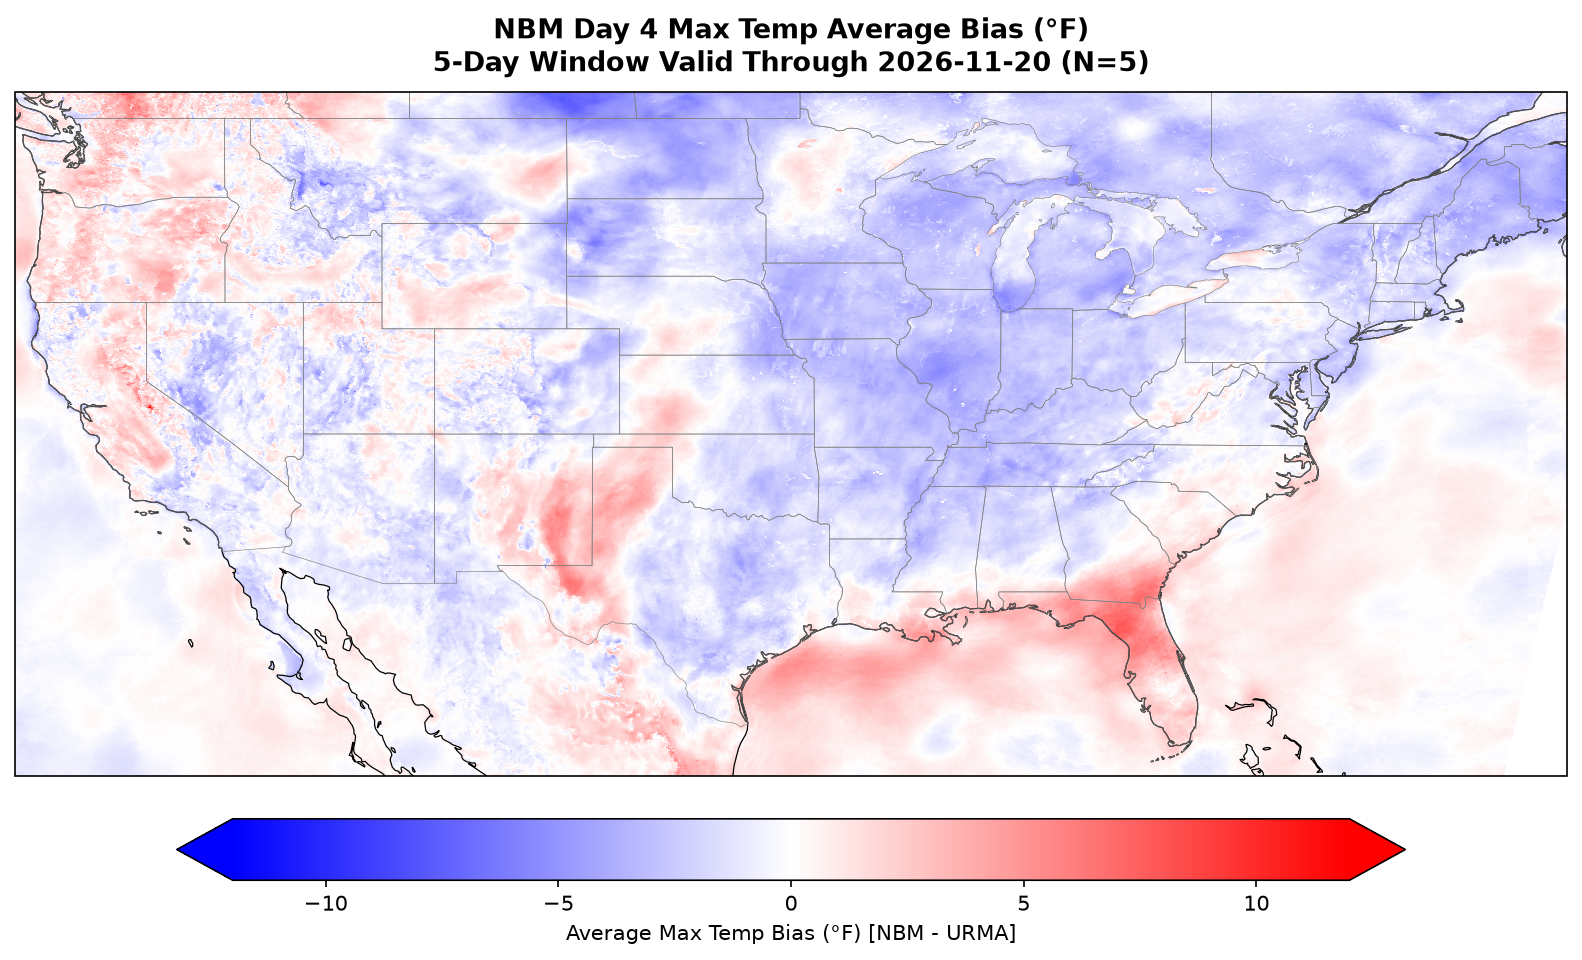 NBM Day 4 Max Temp Average Bias (°F)
5-Day Window Valid Through 2026-11-20 (N=5)
−10 −5 0 5 10
Average Max Temp Bias (°F) [NBM - URMA]